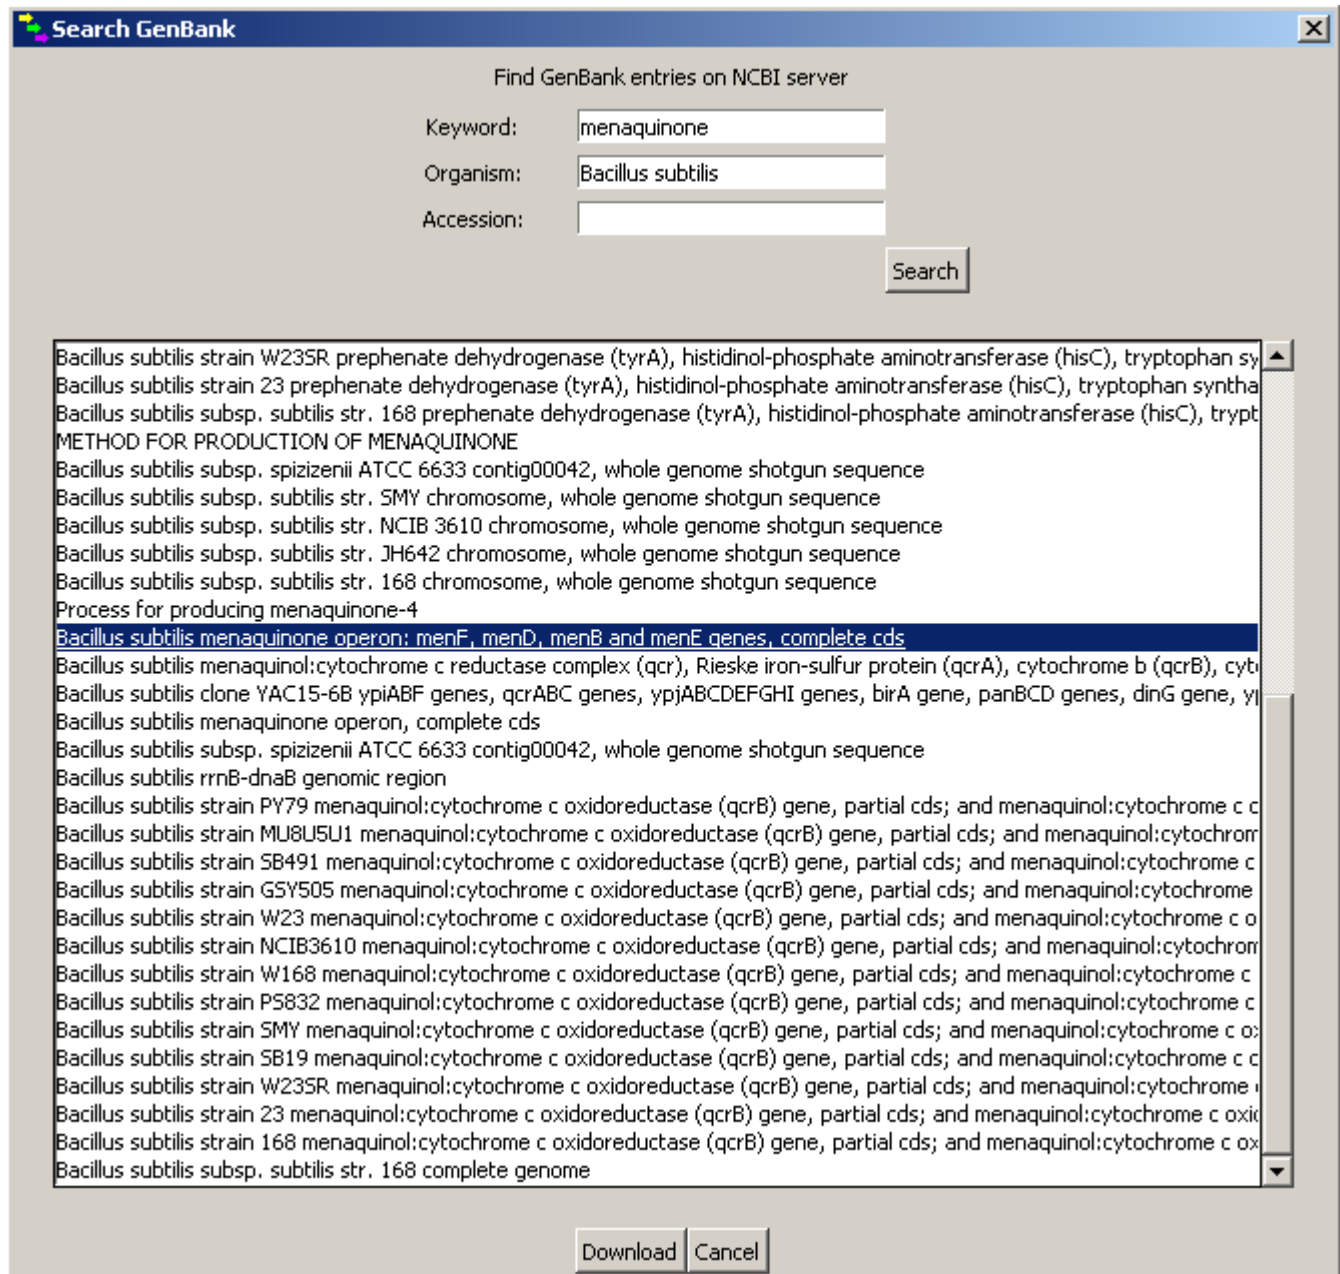 Search GenBank
Find GenBank entries on NCBI server
Keyword: menaquinone
Organism: Bacillus subtilis
Accession:
Search
Bacillus subtilis strain W23SR prephenate dehydrogenase (tyrA), histidinol-phosphate aminotransferase (hisC), tryptophan sy
Bacillus subtilis strain 23 prephenate dehydrogenase (tyrA), histidinol-phosphate aminotransferase (hisC), tryptophan syntha
Bacillus subtilis subsp. subtilis str. 168 prephenate dehydrogenase (tyrA), histidinol-phosphate aminotransferase (hisC), trypt
METHOD FOR PRODUCTION OF MENAQUINONE
Bacillus subtilis subsp. spizizenii ATCC 6633 contig00042, whole genome shotgun sequence
Bacillus subtilis subsp. subtilis str. SMY chromosome, whole genome shotgun sequence
Bacillus subtilis subsp. subtilis str. NCIB 3610 chromosome, whole genome shotgun sequence
Bacillus subtilis subsp. subtilis str. JH642 chromosome, whole genome shotgun sequence
Bacillus subtilis subsp. subtilis str. 168 chromosome, whole genome shotgun sequence
Process for producing menaquinone-4
Bacillus subtilis menaquinone operon: menF, menD, menB and menE genes, complete cds
Bacillus subtilis menaquinol:cytochrome c reductase complex (qcr), Rieske iron-sulfur protein (qcrA), cytochrome b (qcrB), cyt
Bacillus subtilis clone YAC15-6B ypiABF genes, qcrABC genes, ypjABCDEFGHI genes, birA gene, panBCD genes, dinG gene, yp
Bacillus subtilis menaquinone operon, complete cds
Bacillus subtilis subsp. spizizenii ATCC 6633 contig00042, whole genome shotgun sequence
Bacillus subtilis rrnB-dnaB genomic region
Bacillus subtilis strain PY79 menaquinol:cytochrome c oxidoreductase (qcrB) gene, partial cds; and menaquinol:cytochrome c c
Bacillus subtilis strain MU8U5U1 menaquinol:cytochrome c oxidoreductase (qcrB) gene, partial cds; and menaquinol:cytochrom
Bacillus subtilis strain SB491 menaquinol:cytochrome c oxidoreductase (qcrB) gene, partial cds; and menaquinol:cytochrome c
Bacillus subtilis strain GSY505 menaquinol:cytochrome c oxidoreductase (qcrB) gene, partial cds; and menaquinol:cytochrome
Bacillus subtilis strain W23 menaquinol:cytochrome c oxidoreductase (qcrB) gene, partial cds; and menaquinol:cytochrome c o
Bacillus subtilis strain NCIB3610 menaquinol:cytochrome c oxidoreductase (qcrB) gene, partial cds; and menaquinol:cytochrom
Bacillus subtilis strain W168 menaquinol:cytochrome c oxidoreductase (qcrB) gene, partial cds; and menaquinol:cytochrome c
Bacillus subtilis strain PS832 menaquinol:cytochrome c oxidoreductase (qcrB) gene, partial cds; and menaquinol:cytochrome c
Bacillus subtilis strain SMY menaquinol:cytochrome c oxidoreductase (qcrB) gene, partial cds; and menaquinol:cytochrome c ox
Bacillus subtilis strain SB19 menaquinol:cytochrome c oxidoreductase (qcrB) gene, partial cds; and menaquinol:cytochrome c c
Bacillus subtilis strain W23SR menaquinol:cytochrome c oxidoreductase (qcrB) gene, partial cds; and menaquinol:cytochrome
Bacillus subtilis strain 23 menaquinol:cytochrome c oxidoreductase (qcrB) gene, partial cds; and menaquinol:cytochrome c oxid
Bacillus subtilis strain 168 menaquinol:cytochrome c oxidoreductase (qcrB) gene, partial cds; and menaquinol:cytochrome c ox
Bacillus subtilis subsp. subtilis str. 168 complete genome
Download Cancel